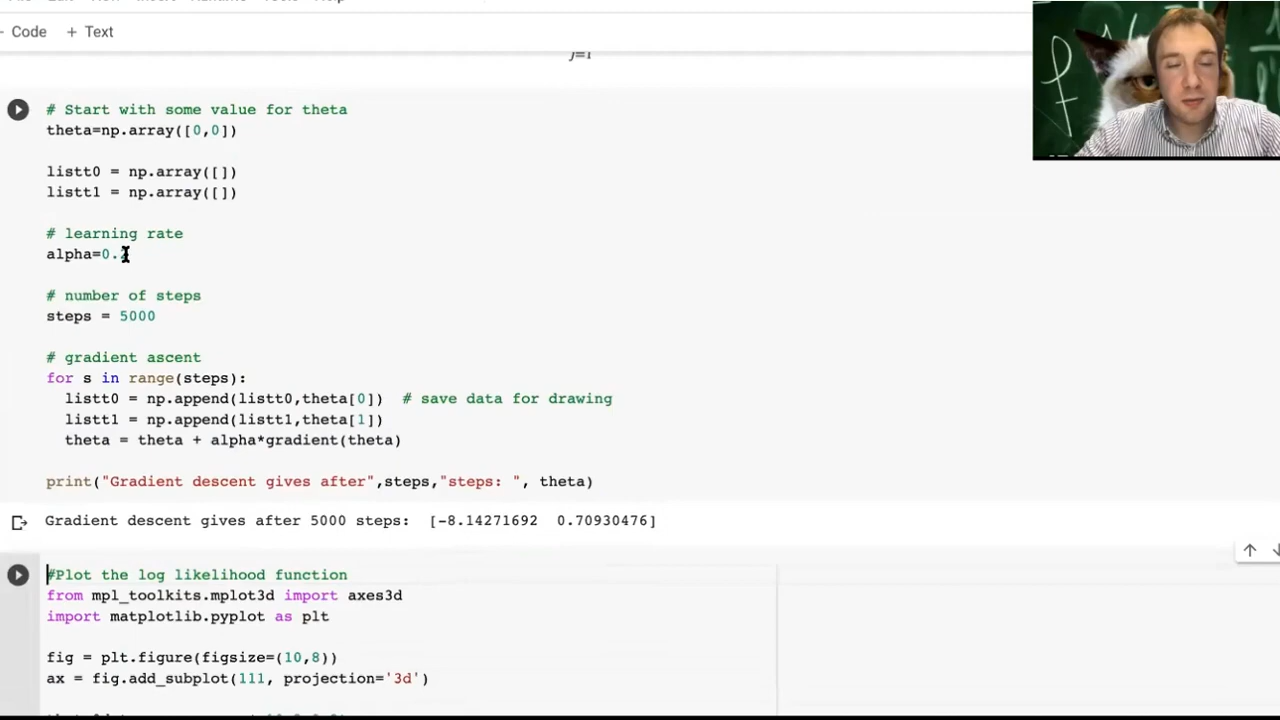 Code + Text
j=1
# Start with some value for theta
theta=np.array([0,0])
listt0 = np.array([])
listt1 = np.array([])
# learning rate
alpha=0.
# number of steps
steps = 5000
# gradient ascent
for s in range(steps):
listt0 = np.append(listt0,theta[0]) # save data for drawing
listt1 = np.append(listt1,theta[1])
theta = theta + alpha*gradient(theta)
print("Gradient descent gives after",steps,"steps: ", theta)
Gradient descent gives after 5000 steps: [-8.14271692 0.70930476]
#Plot the log likelihood function
from mpl_toolkits.mplot3d import axes3d
import matplotlib.pyplot as plt
fig = plt.figure(figsize=(10,8))
ax = fig.add_subplot(111, projection='3d')